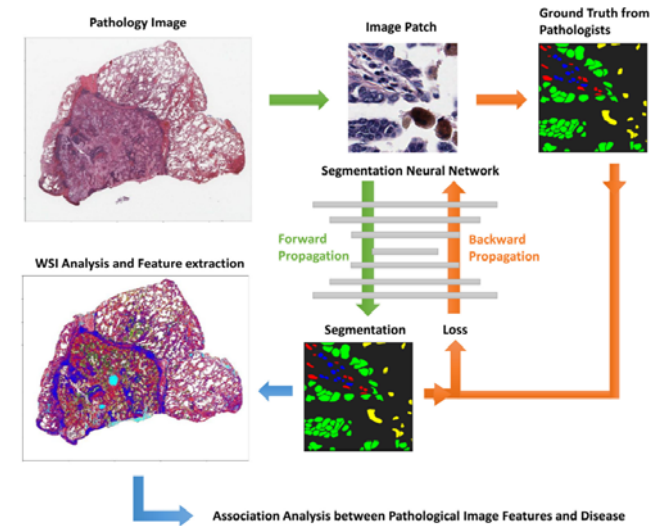 Pathology Image
Image Patch
Ground Truth from
Pathologists
Segmentation Neural Network
Forward
Propagation
Backward
Propagation
WSI Analysis and Feature extraction
Segmentation
Loss
Association Analysis between Pathological Image Features and Disease